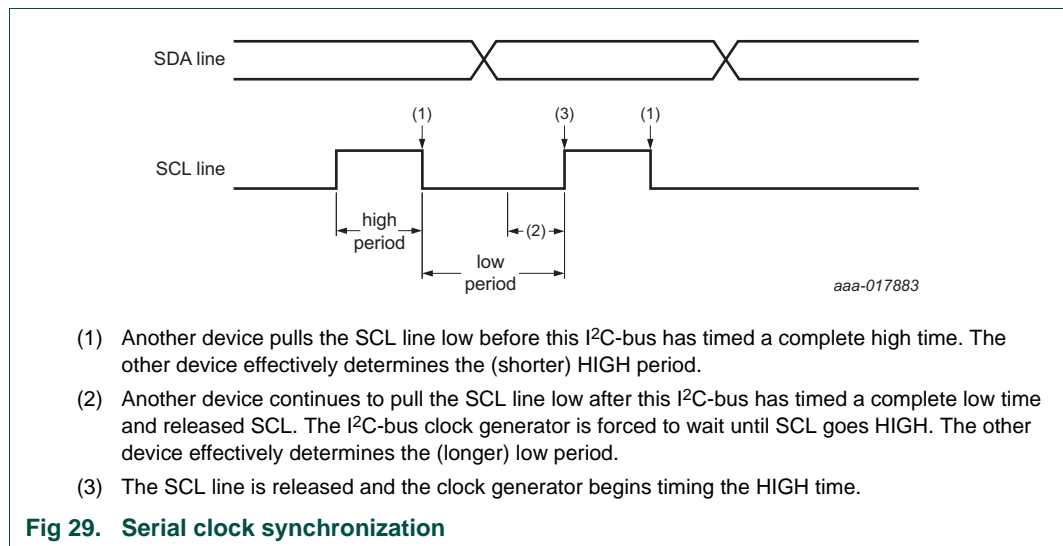 SDA line
(1)
(3)
(1)
SCL line
high
period
(2)
low
period
aaa-017883
(1) Another device pulls the SCL line low before this I²C-bus has timed a complete high time. The
other device effectively determines the (shorter) HIGH period.
(2) Another device continues to pull the SCL line low after this I²C-bus has timed a complete low time
and released SCL. The I²C-bus clock generator is forced to wait until SCL goes HIGH. The other
device effectively determines the (longer) low period.
(3) The SCL line is released and the clock generator begins timing the HIGH time.
Fig 29. Serial clock synchronization